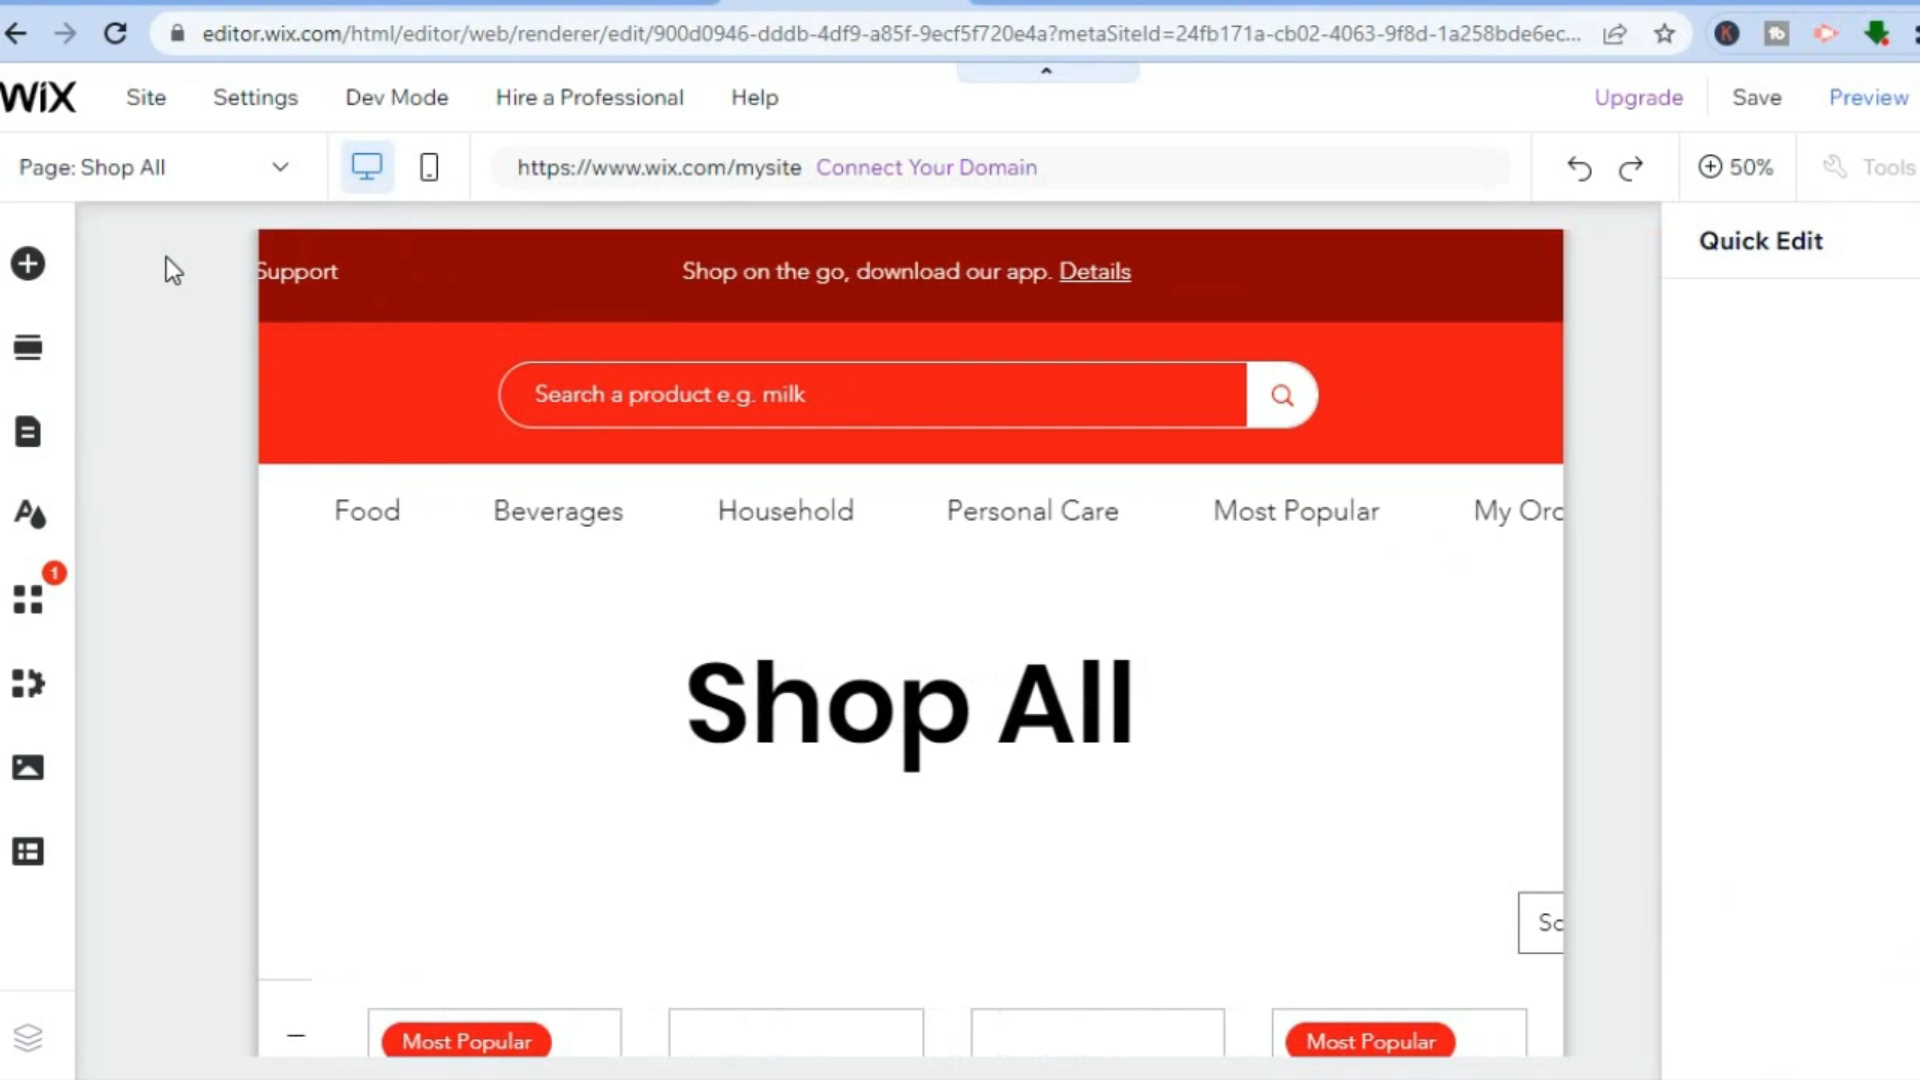 editor.wix.com/html/editor/web/renderer/edit/900d0946-dddb-4df9-a85f-9ecf5f720e4a?metaSiteId=24fb171a-cb02-4063-9f8d-1a258bde6ec...
WiX Site Settings Dev Mode Hire a Professional Help Upgrade Save Preview
Page: Shop All https://www.wix.com/mysite Connect Your Domain 50% Tools
Quick Edit
Support Shop on the go, download our app. Details
Search a product e.g. milk
Food Beverages Household Personal Care Most Popular My Orc
1
Shop All
So
Most Popular Most Popular